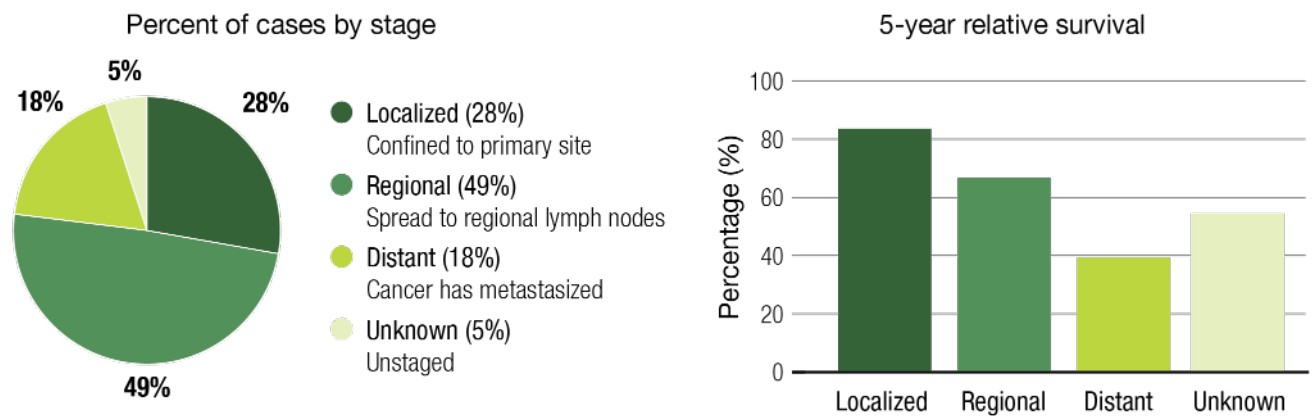 Percent of cases by stage
5%
18%
28%
49%
Localized (28%)
Confined to primary site
Regional (49%)
Spread to regional lymph nodes
Distant (18%)
Cancer has metastasized
Unknown (5%)
Unstaged
5-year relative survival
Percentage (%)
100
80
60
40
20
0
Localized Regional Distant Unknown